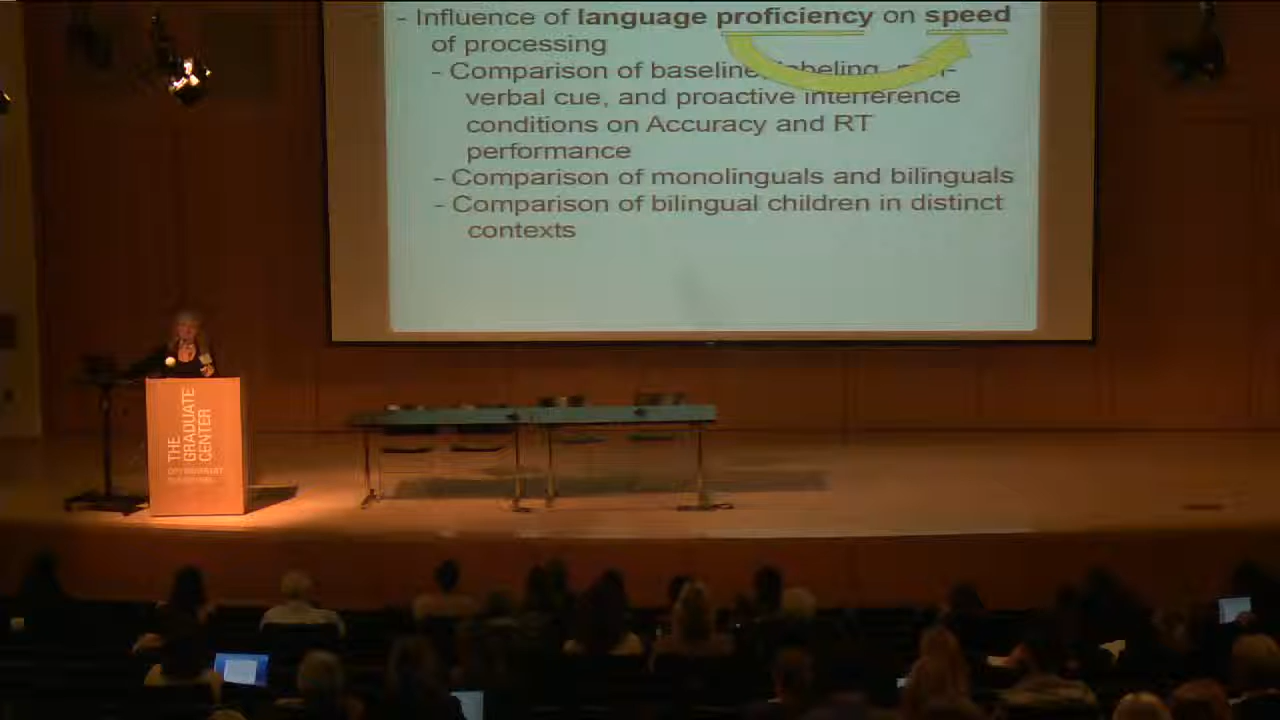 - Influence of language proficiency on speed
of processing
- Comparison of baseline, labeling,
verbal cue, and proactive interference
conditions on Accuracy and RT
performance
- Comparison of monolinguals and bilinguals
- Comparison of bilingual children in distinct
contexts
THE
GRADUATE
CENTER